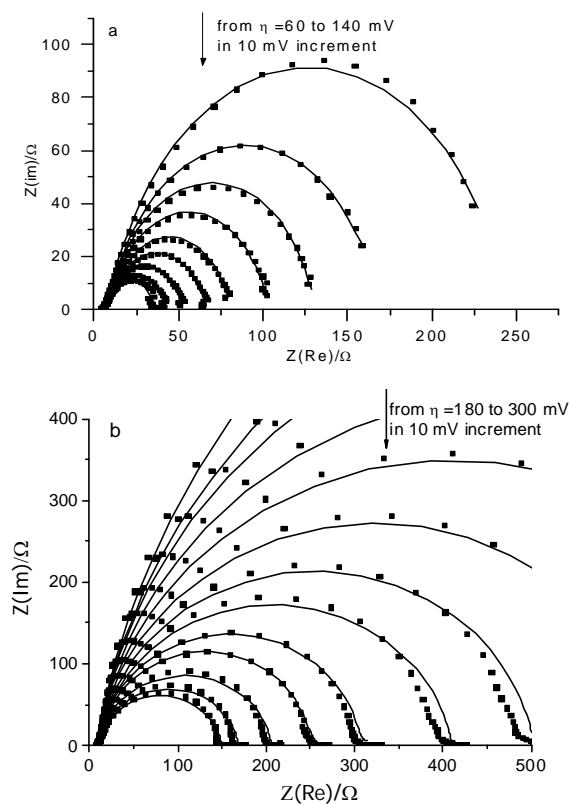 a
from η =60 to 140 mV
in 10 mV increment
100
80
60
40
20
0
Z(im)/Ω
0 50 100 150 200 250
Z(Re)/Ω
b
from η =180 to 300 mV
in 10 mV increment
400
300
200
100
0
Z(Im)/Ω
0 100 200 300 400 500
Z(Re)/Ω